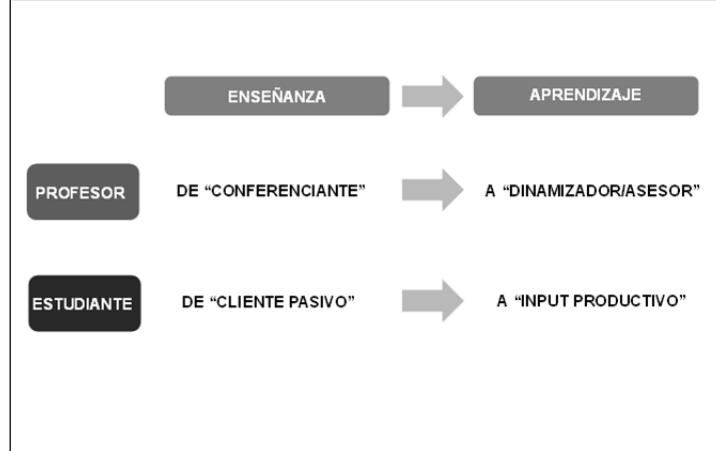 ENSEÑANZA
APRENDIZAJE
PROFESOR
DE “CONFERENCIANTE”
A “DINAMIZADOR/ASESOR”
ESTUDIANTE
DE “CLIENTE PASIVO”
A “INPUT PRODUCTIVO”